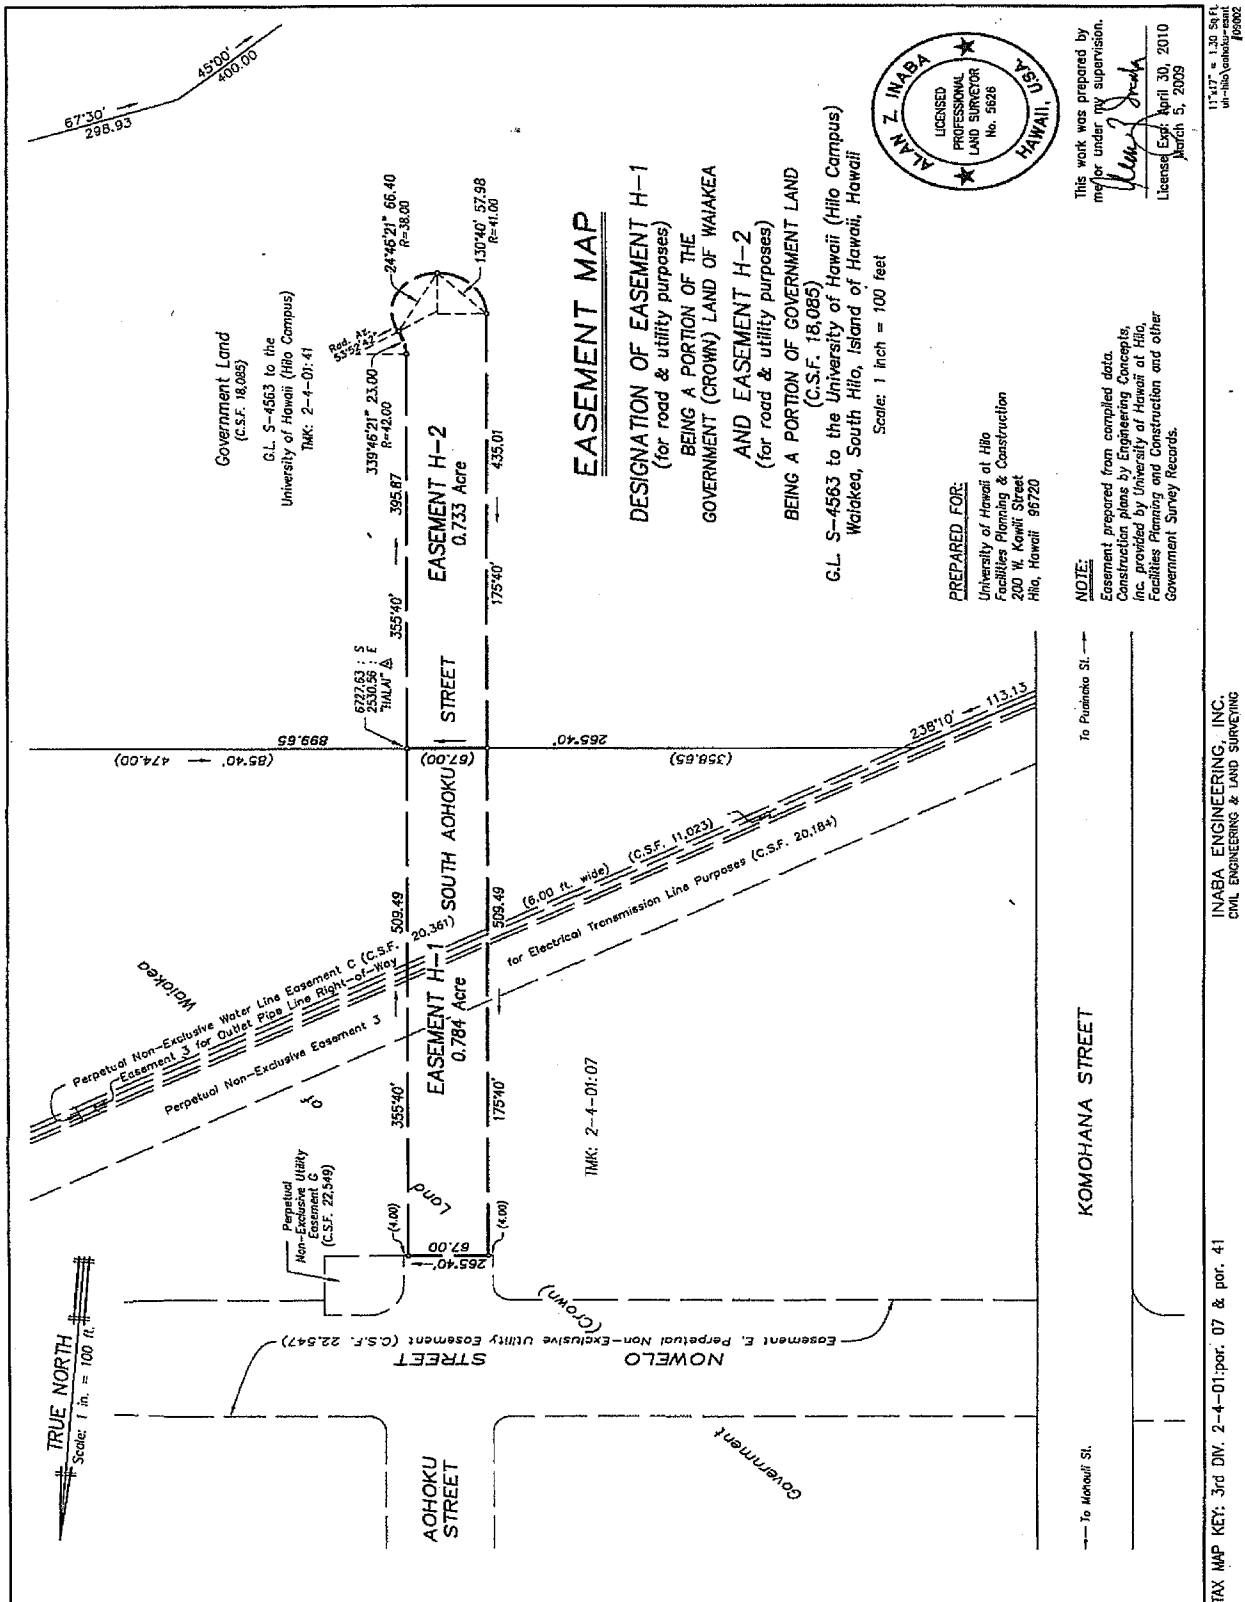 TRUE NORTH
Scale: 1 in. = 100 ft.
67°30'
298.93
45°00'
400.00
Government Land
(C.S.F. 18,085)
G.L. S-4563 to the
University of Hawaii (Hilo Campus)
TMK: 2-4-01:41
Rad. Az.
339°46'21" 23.00
R=42.00
24°46'21" 66.40
R=38.00
130°40' 57.98
R=41.00
6727.63 : S
2530.56 : E
"HALAI"
355°40'
395.87
EASEMENT H-2
0.733 Acre
175°40'
435.01
899.65
(474.00)
85°40'
(67.00)
265°40'
(358.65)
SOUTH AOHOKU
STREET
355°40'
509.49
EASEMENT H-1
0.784 Acre
175°40'
509.49
Waiakea
Perpetual Non-Exclusive Water Line Easement C (C.S.F. 20,361)
Easement 3 for Outlet Pipe Line Right-of-Way
(6.00 ft. wide)
(C.S.F. 11,023)
238°10'
113.13
Perpetual Non-Exclusive Easement 3
for Electrical Transmission Line Purposes (C.S.F. 20,184)
of
Perpetual
Non-Exclusive Utility
Easement G
(C.S.F. 22,549)
(4.00)
67.00
265°40'
(4.00)
Land
(Crown)
Government
TMK: 2-4-01:07
Easement E, Perpetual Non-Exclusive Utility Easement (C.S.F. 22,547)
NOWELO
STREET
AOHOKU
STREET
KOMOHANA STREET
To Mohouli St.
To Puainako St.
EASEMENT MAP
DESIGNATION OF EASEMENT H-1
(for road & utility purposes)
BEING A PORTION OF THE
GOVERNMENT (CROWN) LAND OF WAIAKEA
AND EASEMENT H-2
(for road & utility purposes)
BEING A PORTION OF GOVERNMENT LAND
(C.S.F. 18,085)
G.L. S-4563 to the University of Hawaii (Hilo Campus)
Waiakea, South Hilo, Island of Hawaii, Hawaii
Scale: 1 inch = 100 feet
PREPARED FOR:
University of Hawaii at Hilo
Facilities Planning & Construction
200 W. Kawili Street
Hilo, Hawaii 96720
NOTE:
Easement prepared from compiled data.
Construction plans by Engineering Concepts,
Inc. provided by University of Hawaii at Hilo,
Facilities Planning and Construction and other
Government Survey Records.
ALAN Z. INABA
LICENSED
PROFESSIONAL
LAND SURVEYOR
No. 5626
HAWAII, U.S.A.
This work was prepared by
me or under my supervision.
License Exp: April 30, 2010
March 5, 2009
INABA ENGINEERING, INC.
CIVIL ENGINEERING & LAND SURVEYING
TAX MAP KEY: 3rd DIV. 2-4-01:por. 07 & por. 41
11"x17" = 1.30 Sq.Ft.